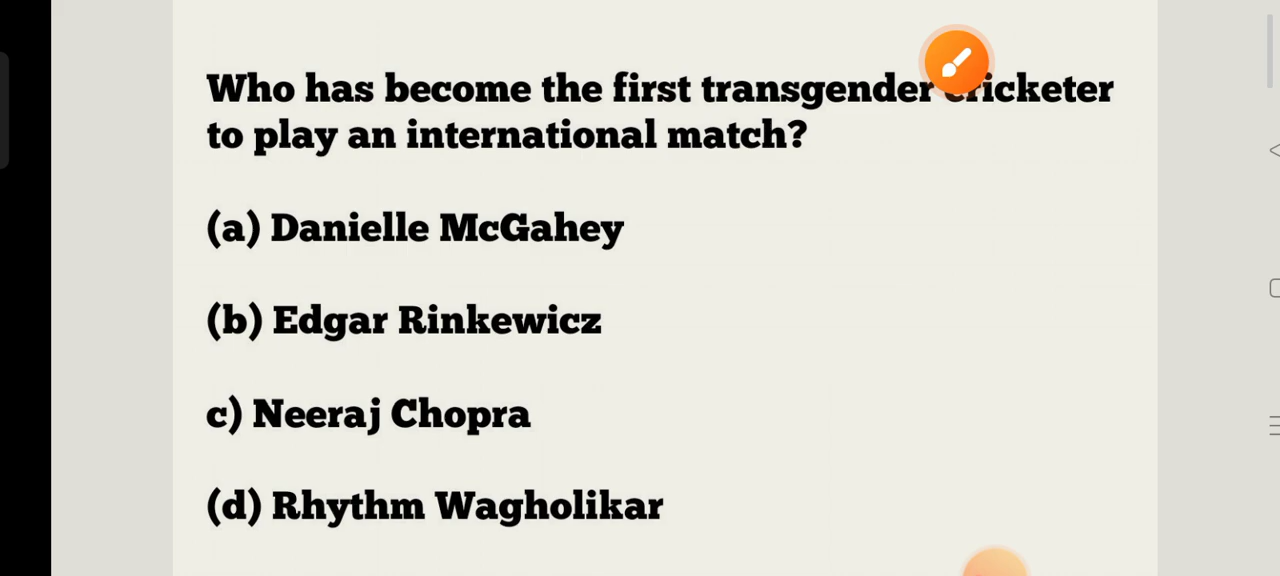 Who has become the first transgender cricketer
to play an international match?
(a) Danielle McGahey
(b) Edgar Rinkewicz
c) Neeraj Chopra
(d) Rhythm Wagholikar